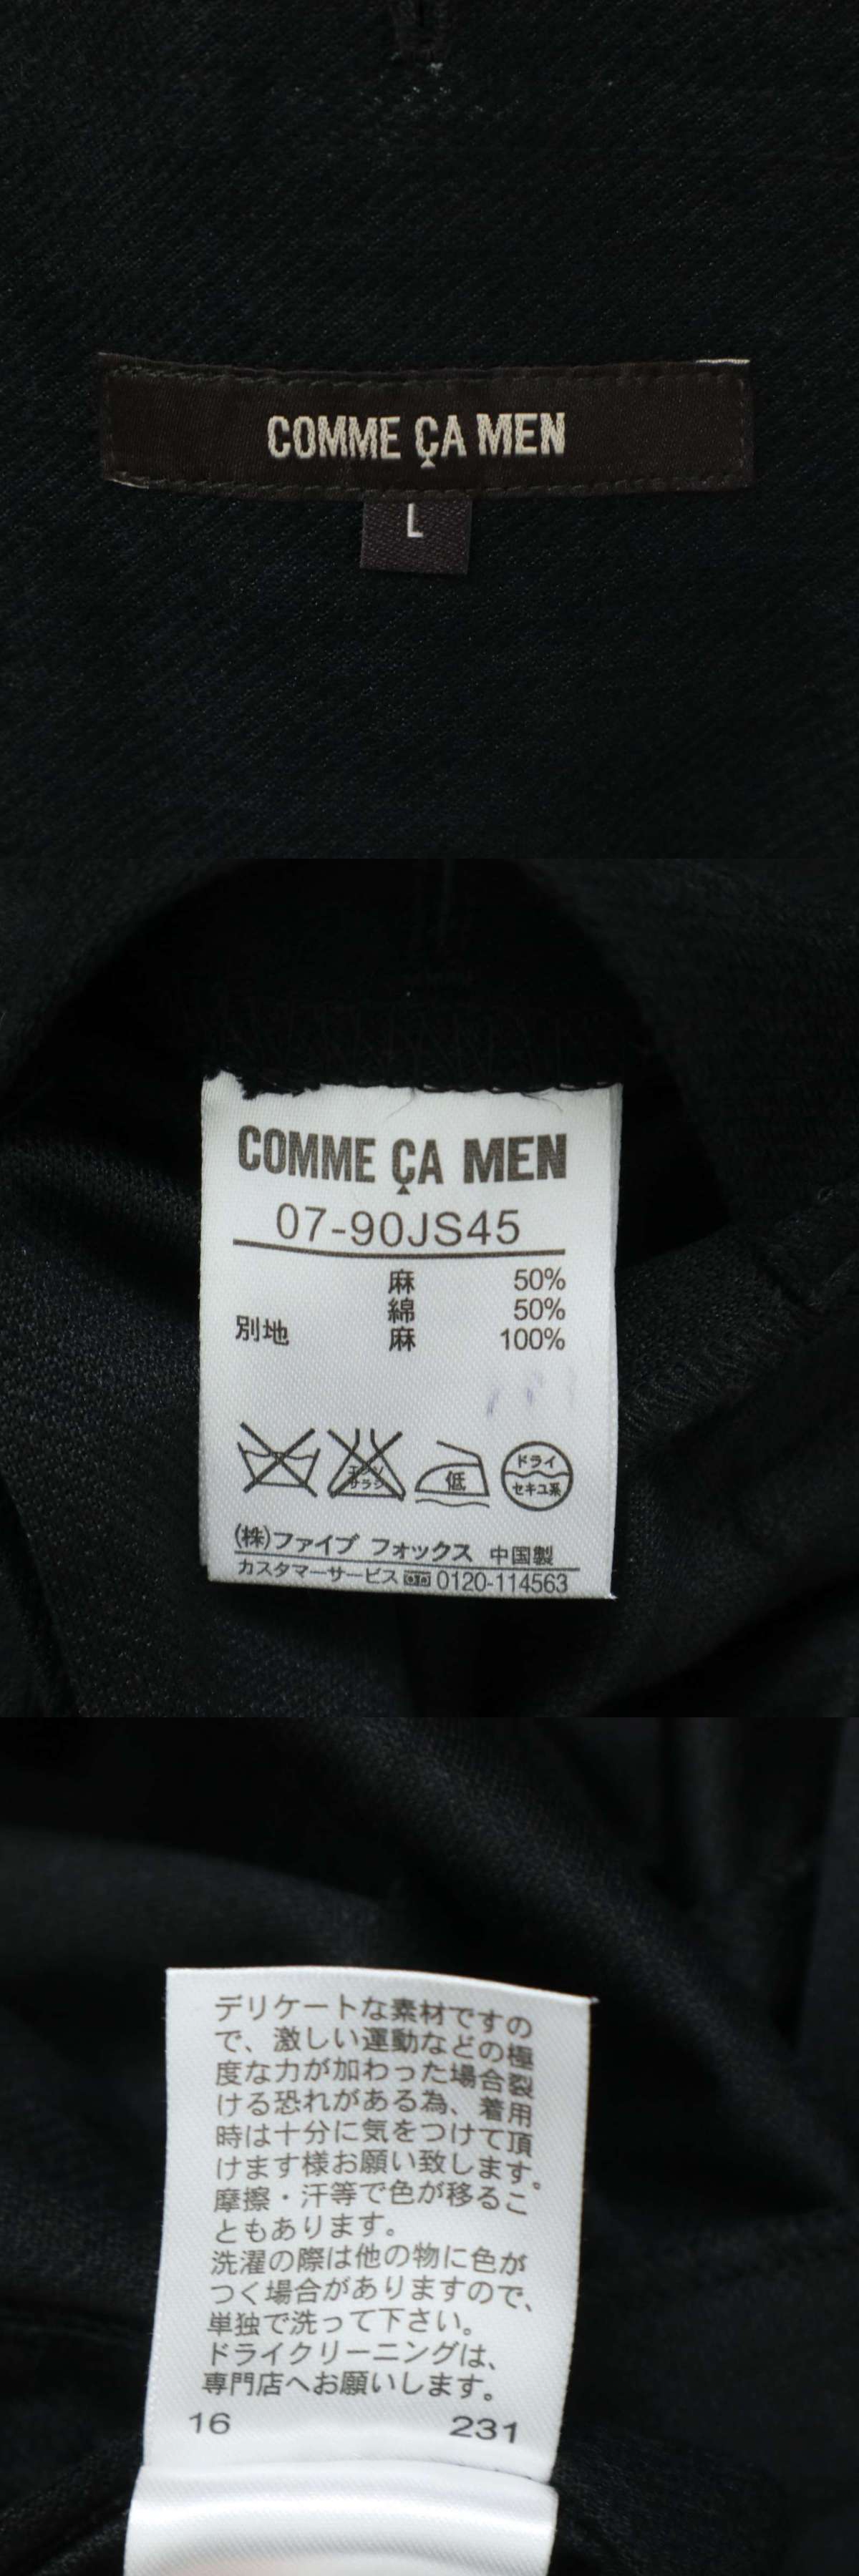 COMME ÇA MEN
L
COMME ÇA MEN
07-90JS45
麻 50%
綿 50%
別地 麻 100%
エンソ
サラシ
低
ドライ
セキユ系
(株)ファイブ フォックス 中国製
カスタマーサービス 0120-114563
デリケートな素材ですの
で、激しい運動などの極
度な力が加わった場合裂
ける恐れがある為、着用
時は十分に気をつけて頂
けます様お願い致します。
摩擦・汗等で色が移るこ
ともあります。
洗濯の際は他の物に色が
つく場合がありますので、
単独で洗って下さい。
ドライクリーニングは、
専門店へお願いします。
16 231